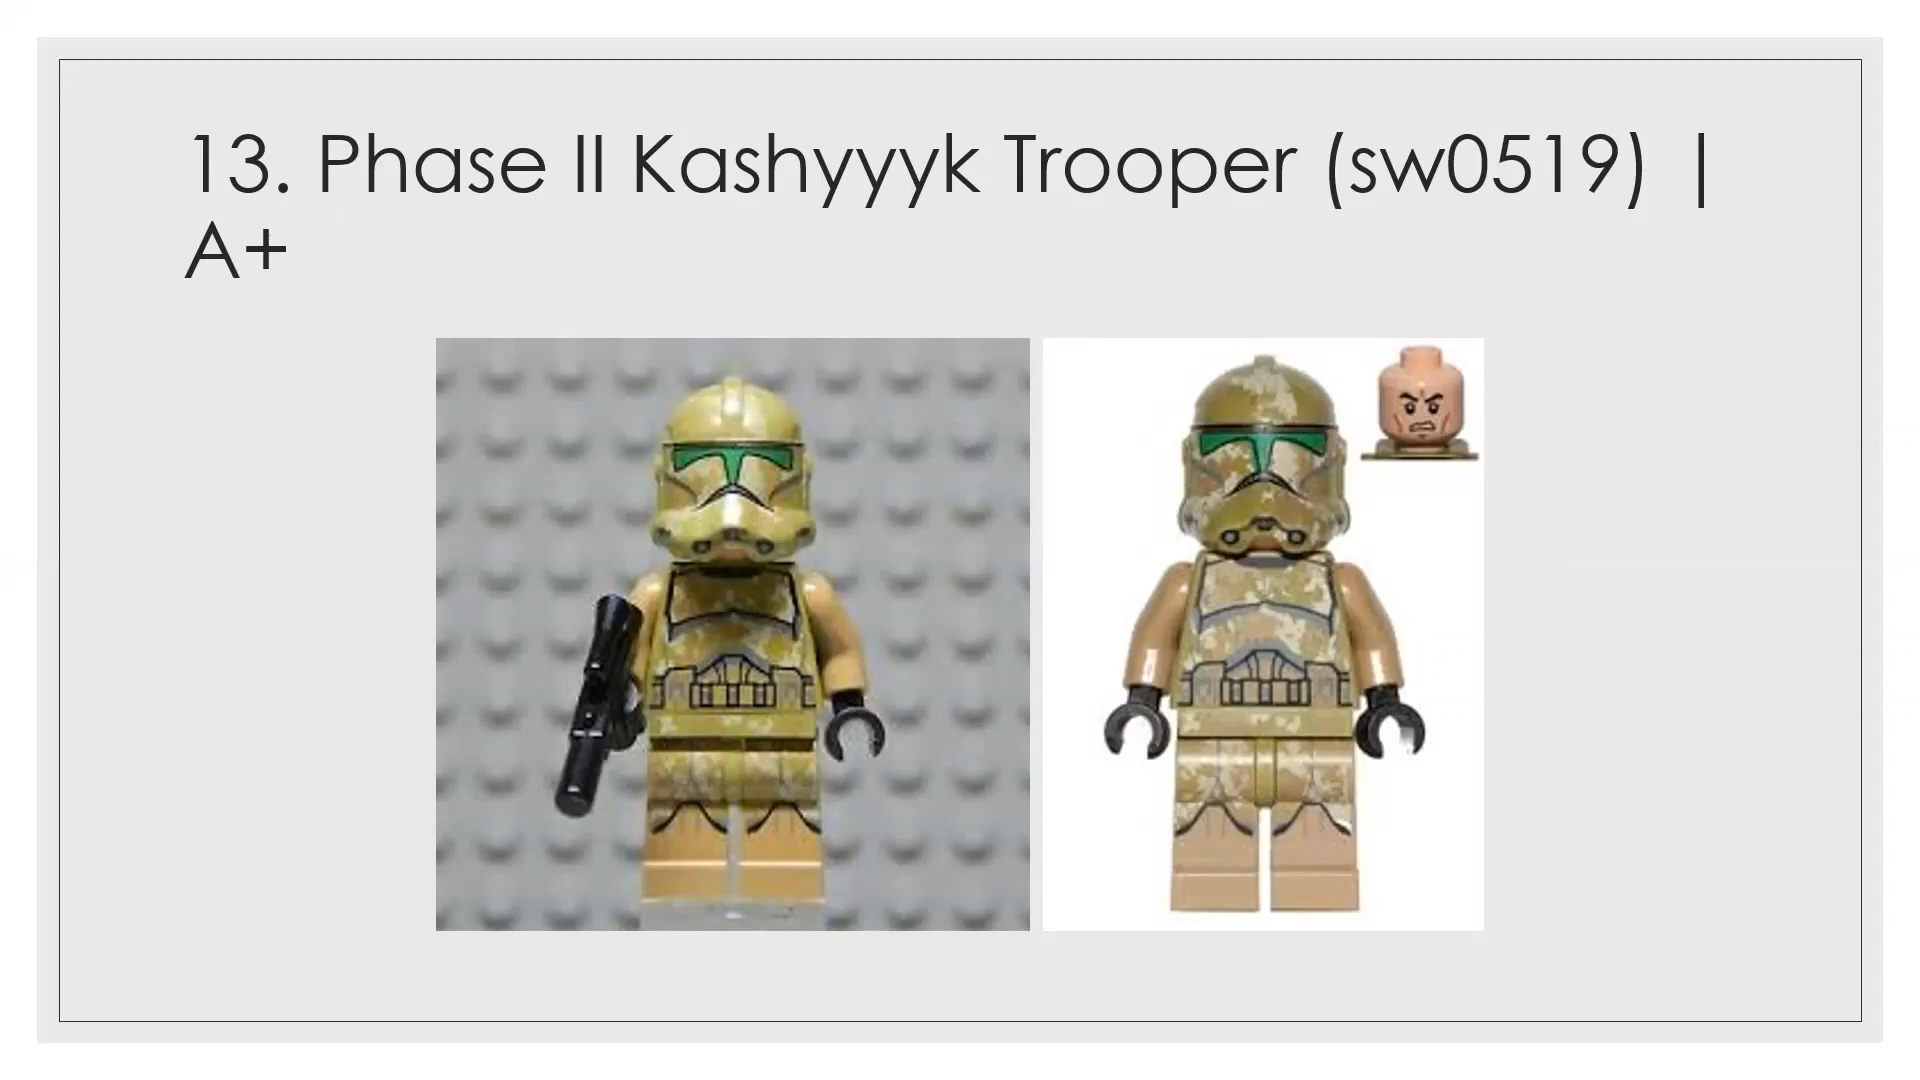 13. Phase II Kashyyyk Trooper (sw0519) |
A+